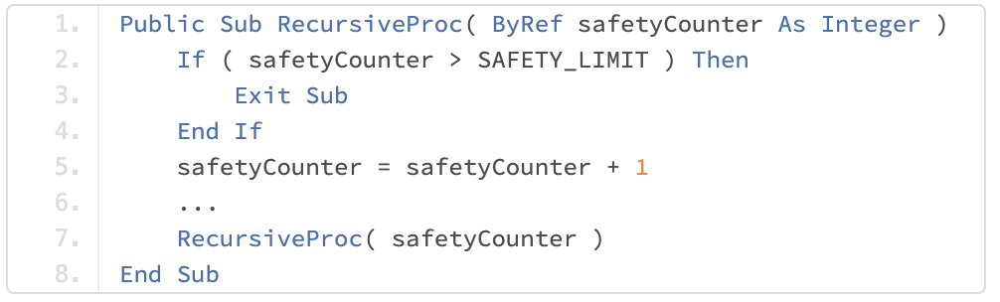 1. Public Sub RecursiveProc( ByRef safetyCounter As Integer )
2.     If ( safetyCounter > SAFETY_LIMIT ) Then
3.         Exit Sub
4.     End If
5.     safetyCounter = safetyCounter + 1
6.     ...
7.     RecursiveProc( safetyCounter )
8. End Sub